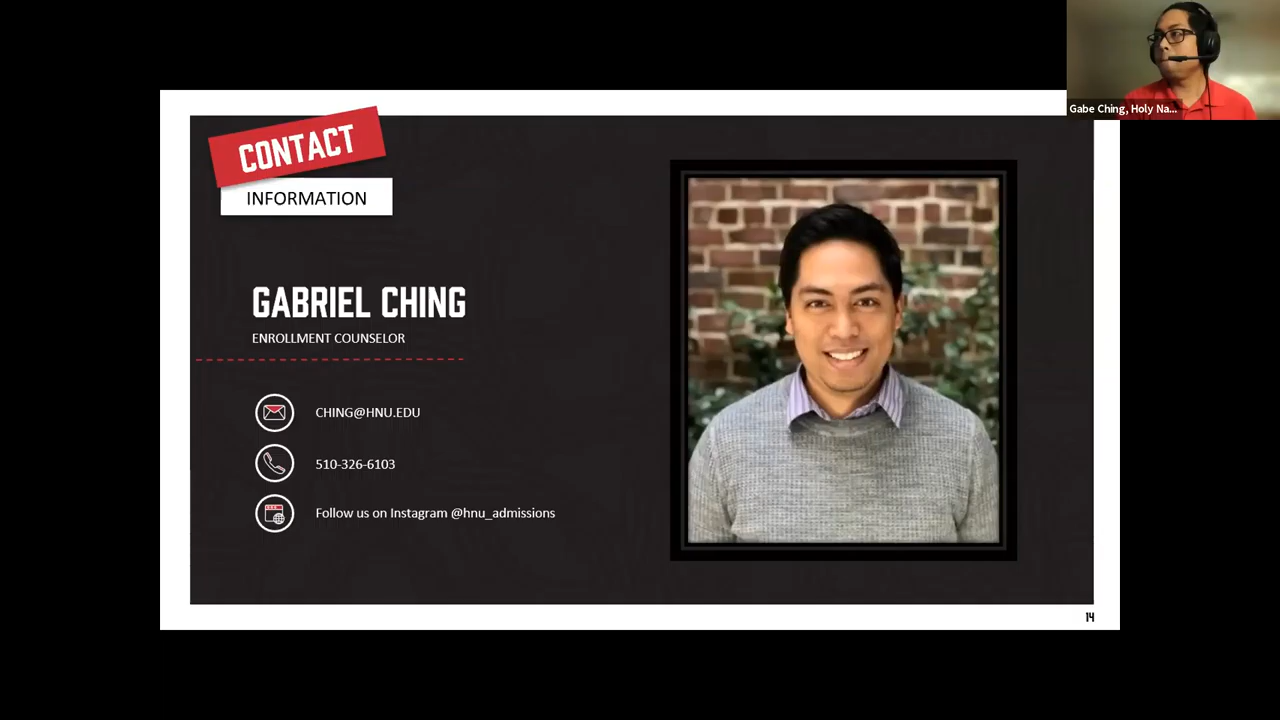 CONTACT
INFORMATION
GABRIEL CHING
ENROLLMENT COUNSELOR
CHING@HNU.EDU
510-326-6103
Follow us on Instagram @hnu_admissions
14
Gabe Ching, Holy Na...